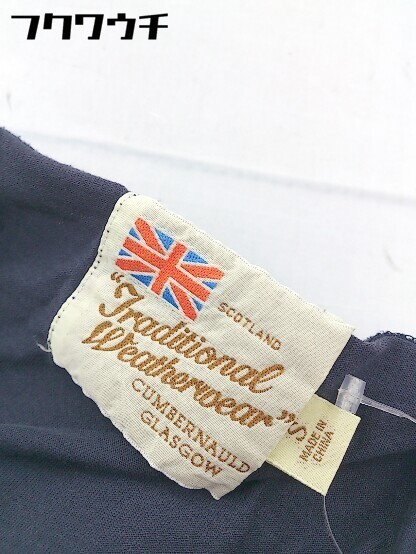 フクワウチ
SCOTLAND
"Traditional
Weatherwear"
CUMBERNAULD
GLASGOW
S
MADE IN
CHINA